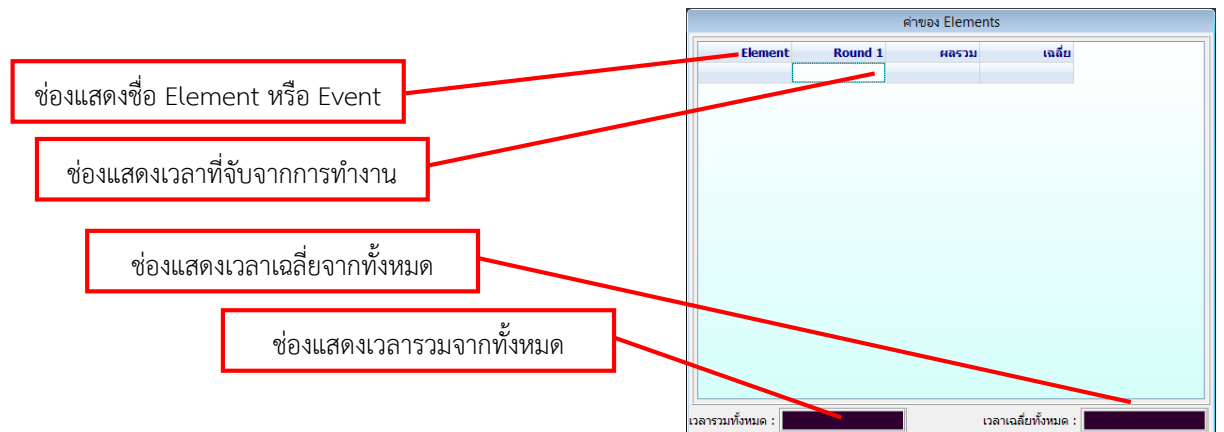 ค่าของ Elements
Element Round 1 ผลรวม เฉลี่ย
ช่องแสดงชื่อ Element หรือ Event
ช่องแสดงเวลาที่จับจากการทำงาน
ช่องแสดงเวลาเฉลี่ยจากทั้งหมด
ช่องแสดงเวลารวมจากทั้งหมด
เวลารวมทั้งหมด : เวลาเฉลี่ยทั้งหมด :